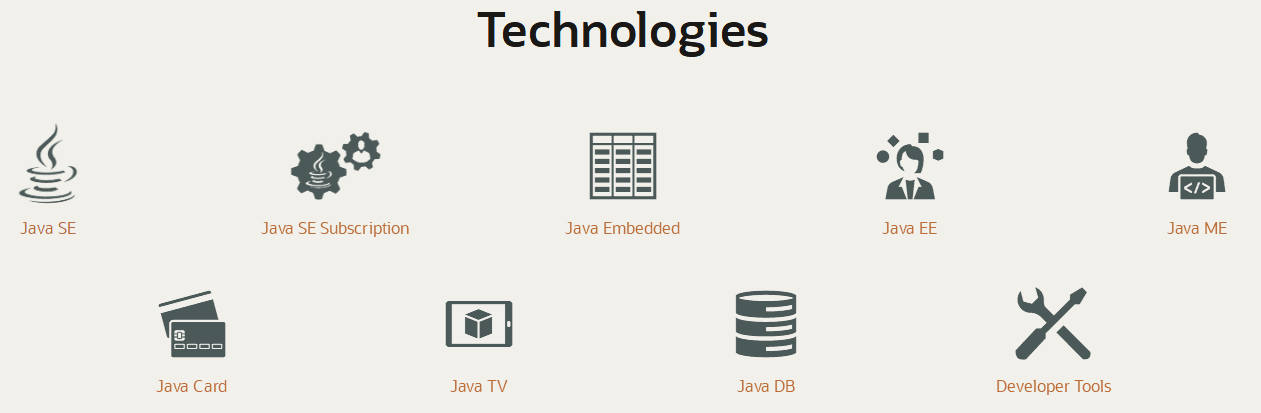 Technologies
Java SE
Java SE Subscription
Java Embedded
Java EE
Java ME
</>
Java Card
Java TV
Java DB
Developer Tools